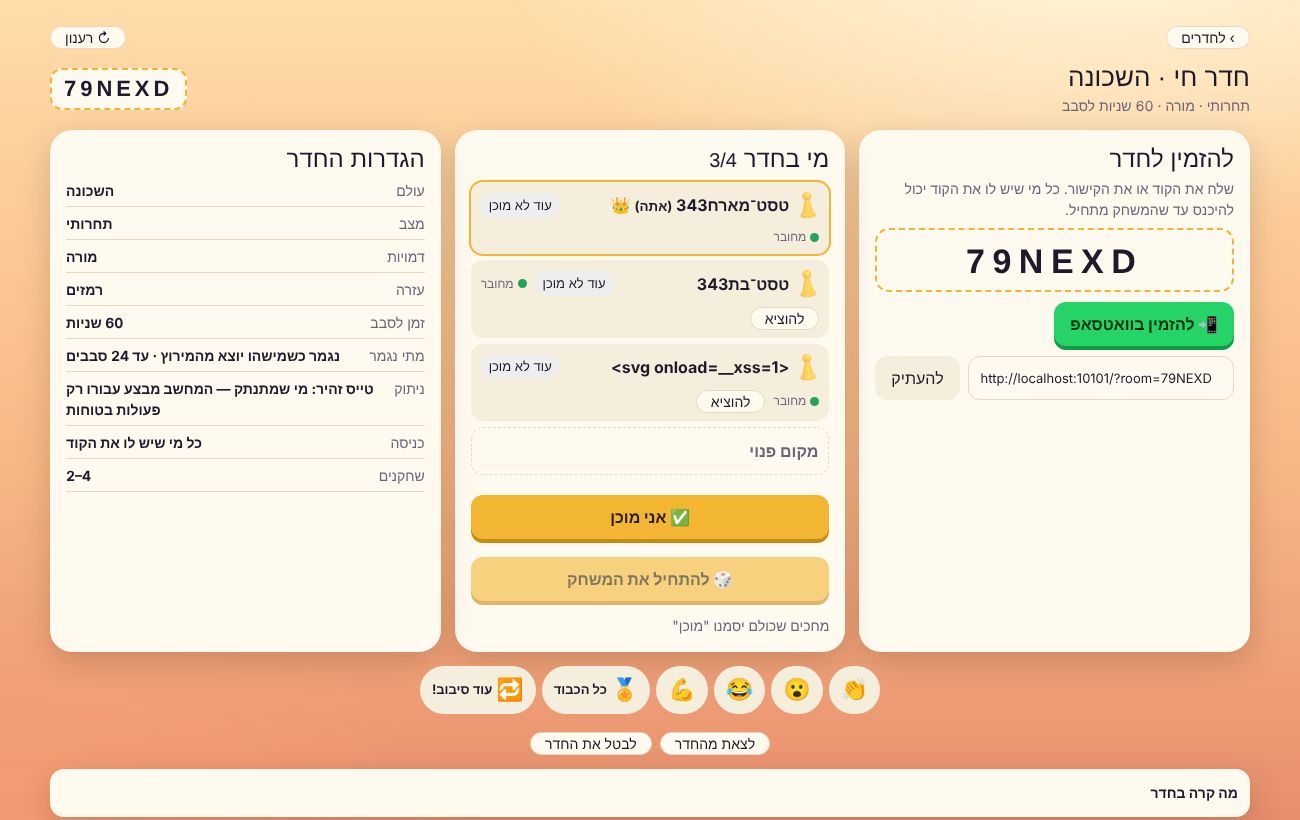 › לחדרים
↻ רענון
חדר חי · השכונה
79NEXD
תחרותי · מורה · 60 שניות לסבב
להזמין לחדר
שלח את הקוד או את הקישור. כל מי שיש לו את הקוד יכול
להיכנס עד שהמשחק מתחיל.
79NEXD
📲 להזמין בוואטסאפ
http://localhost:10101/?room=79NEXD
להעתיק
מי בחדר 3/4
טסט־מארח343 (אתה) 👑
עוד לא מוכן
מחובר
טסט־בת343
עוד לא מוכן
מחובר
להוציא
<svg onload=__xss=1>
עוד לא מוכן
מחובר
להוציא
מקום פנוי
✅ אני מוכן
🎲 להתחיל את המשחק
מחכים שכולם יסמנו "מוכן"
הגדרות החדר
עולם השכונה
מצב תחרותי
דמויות מורה
עזרה רמזים
זמן לסבב 60 שניות
מתי נגמר נגמר כשמישהו יוצא מהמירוץ · עד 24 סבבים
ניתוק טייס זהיר: מי שמתנתק — המחשב מבצע עבורו רק
פעולות בטוחות
כניסה כל מי שיש לו את הקוד
שחקנים 2–4
👏 😮 😂 💪 🏅 כל הכבוד 🔁 עוד סיבוב!
לצאת מהחדר
לבטל את החדר
מה קרה בחדר